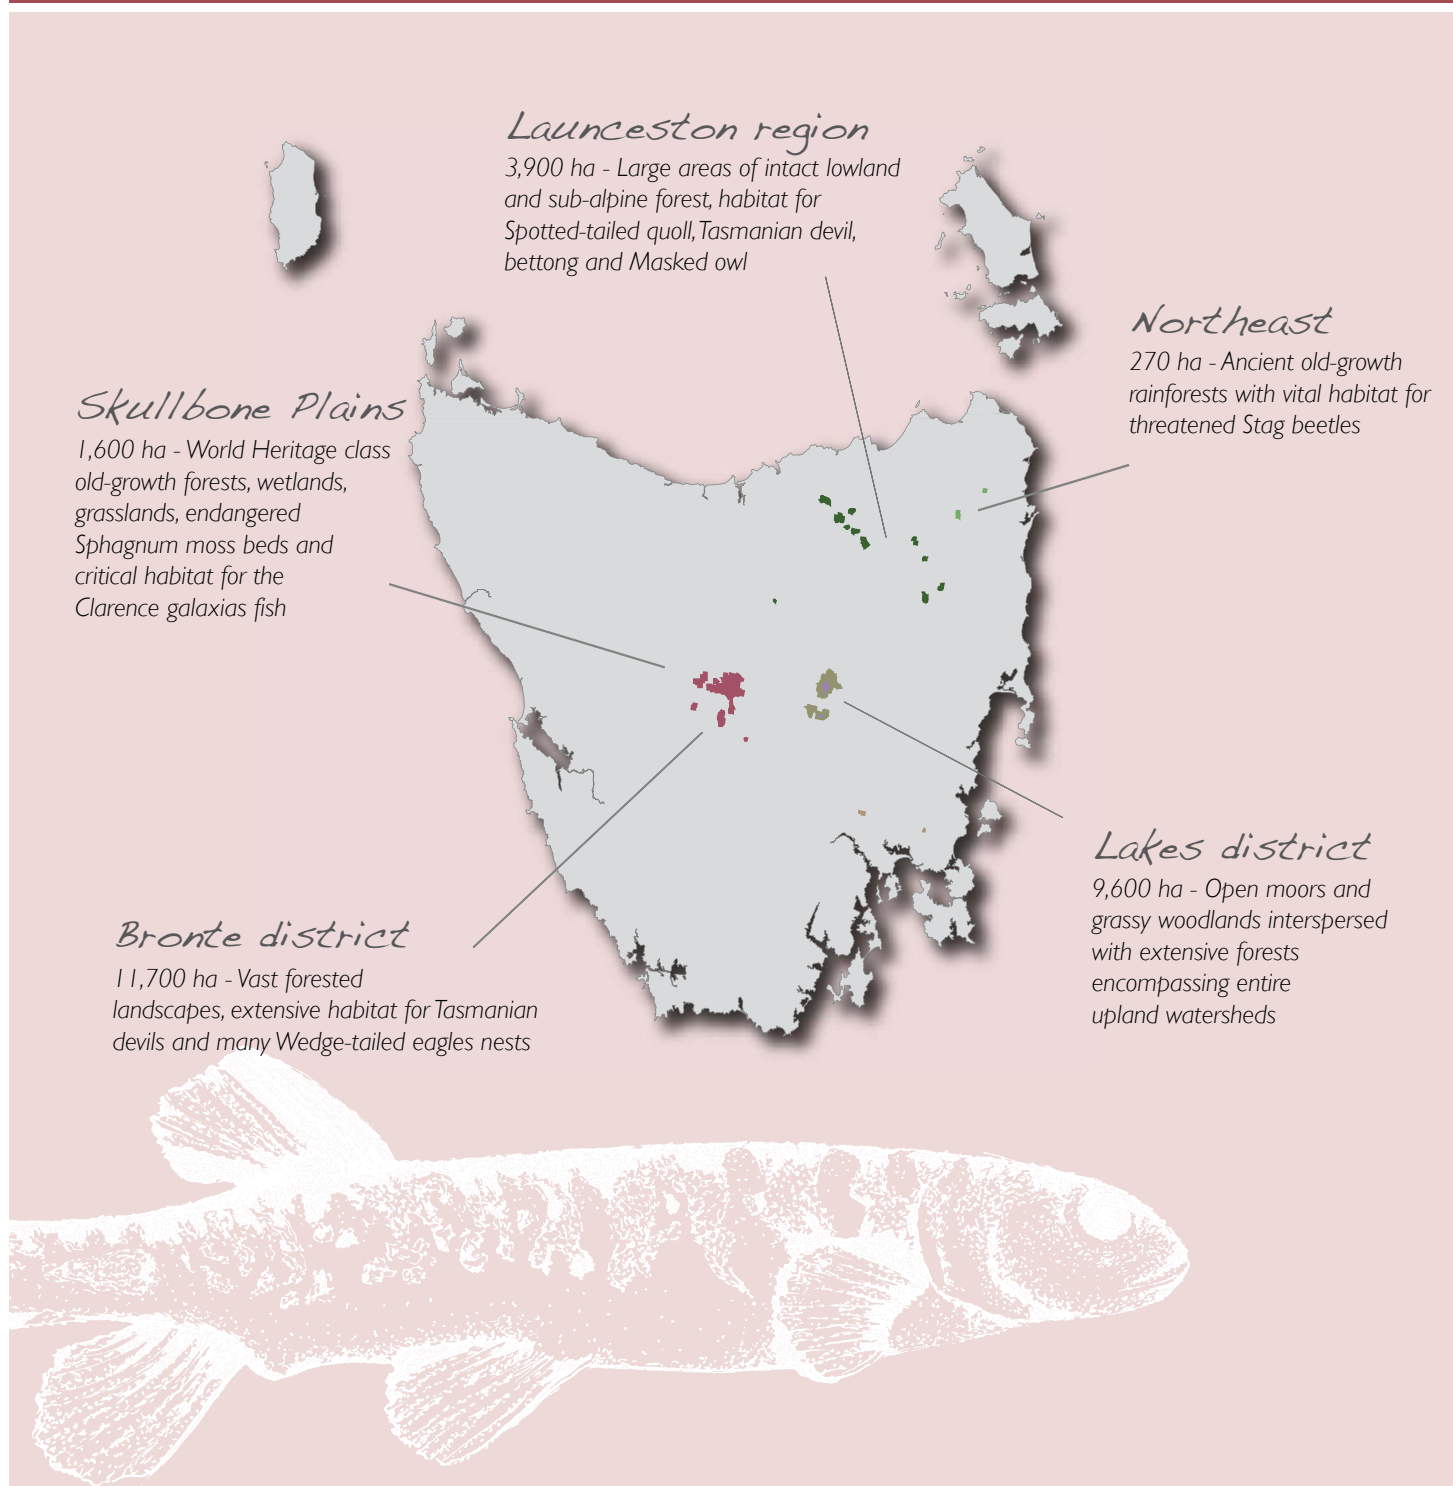 Launceston region
3,900 ha - Large areas of intact lowland
and sub-alpine forest, habitat for
Spotted-tailed quoll, Tasmanian devil,
bettong and Masked owl
Northeast
270 ha - Ancient old-growth
rainforests with vital habitat for
threatened Stag beetles
Skullbone Plains
1,600 ha - World Heritage class
old-growth forests, wetlands,
grasslands, endangered
Sphagnum moss beds and
critical habitat for the
Clarence galaxias fish
Lakes district
9,600 ha - Open moors and
grassy woodlands interspersed
with extensive forests
encompassing entire
upland watersheds
Bronte district
11,700 ha - Vast forested
landscapes, extensive habitat for Tasmanian
devils and many Wedge-tailed eagles nests